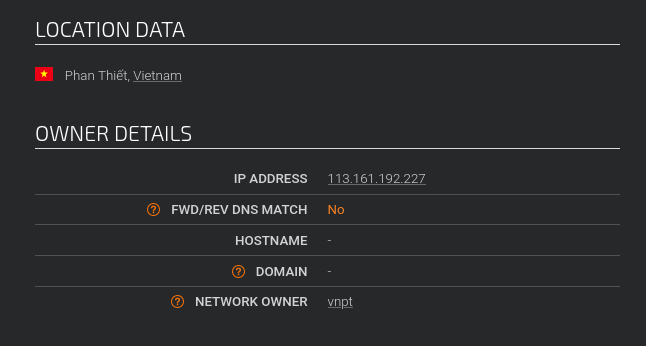 LOCATION DATA
Phan Thiết, Vietnam
OWNER DETAILS
IP ADDRESS 113.161.192.227
? FWD/REV DNS MATCH No
HOSTNAME -
? DOMAIN -
? NETWORK OWNER vnpt